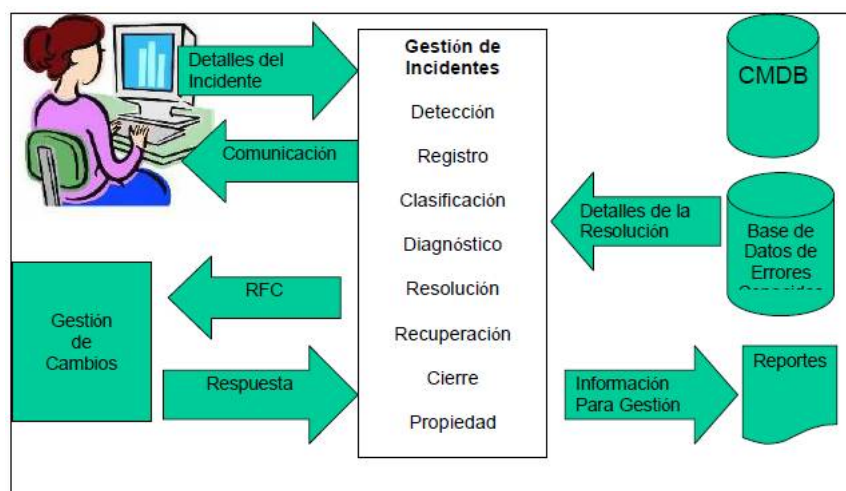 Detalles del
Incidente
Comunicación
RFC
Gestión
de
Cambios
Respuesta
Gestión de
Incidentes
Detección
Registro
Clasificación
Diagnóstico
Resolución
Recuperación
Cierre
Propiedad
CMDB
Detalles de la
Resolución
Base de
Datos de
Errores
Información
Para Gestión
Reportes